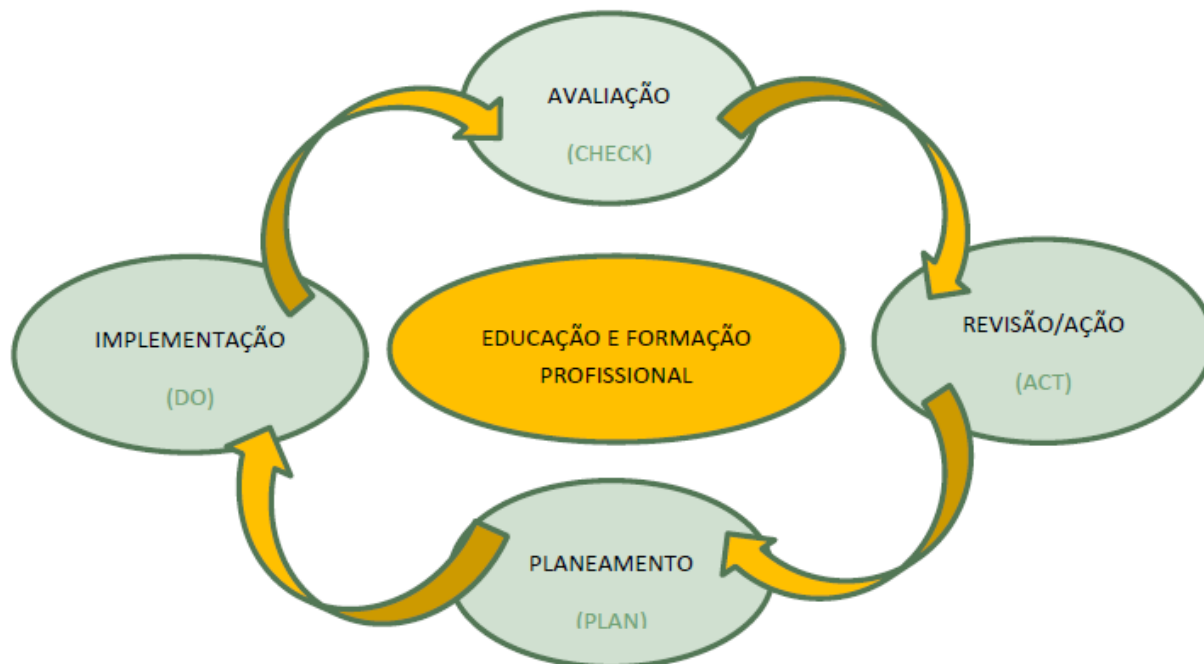 AVALIAÇÃO
(CHECK)
IMPLEMENTAÇÃO
(DO)
EDUCAÇÃO E FORMAÇÃO
PROFISSIONAL
REVISÃO/AÇÃO
(ACT)
PLANEAMENTO
(PLAN)